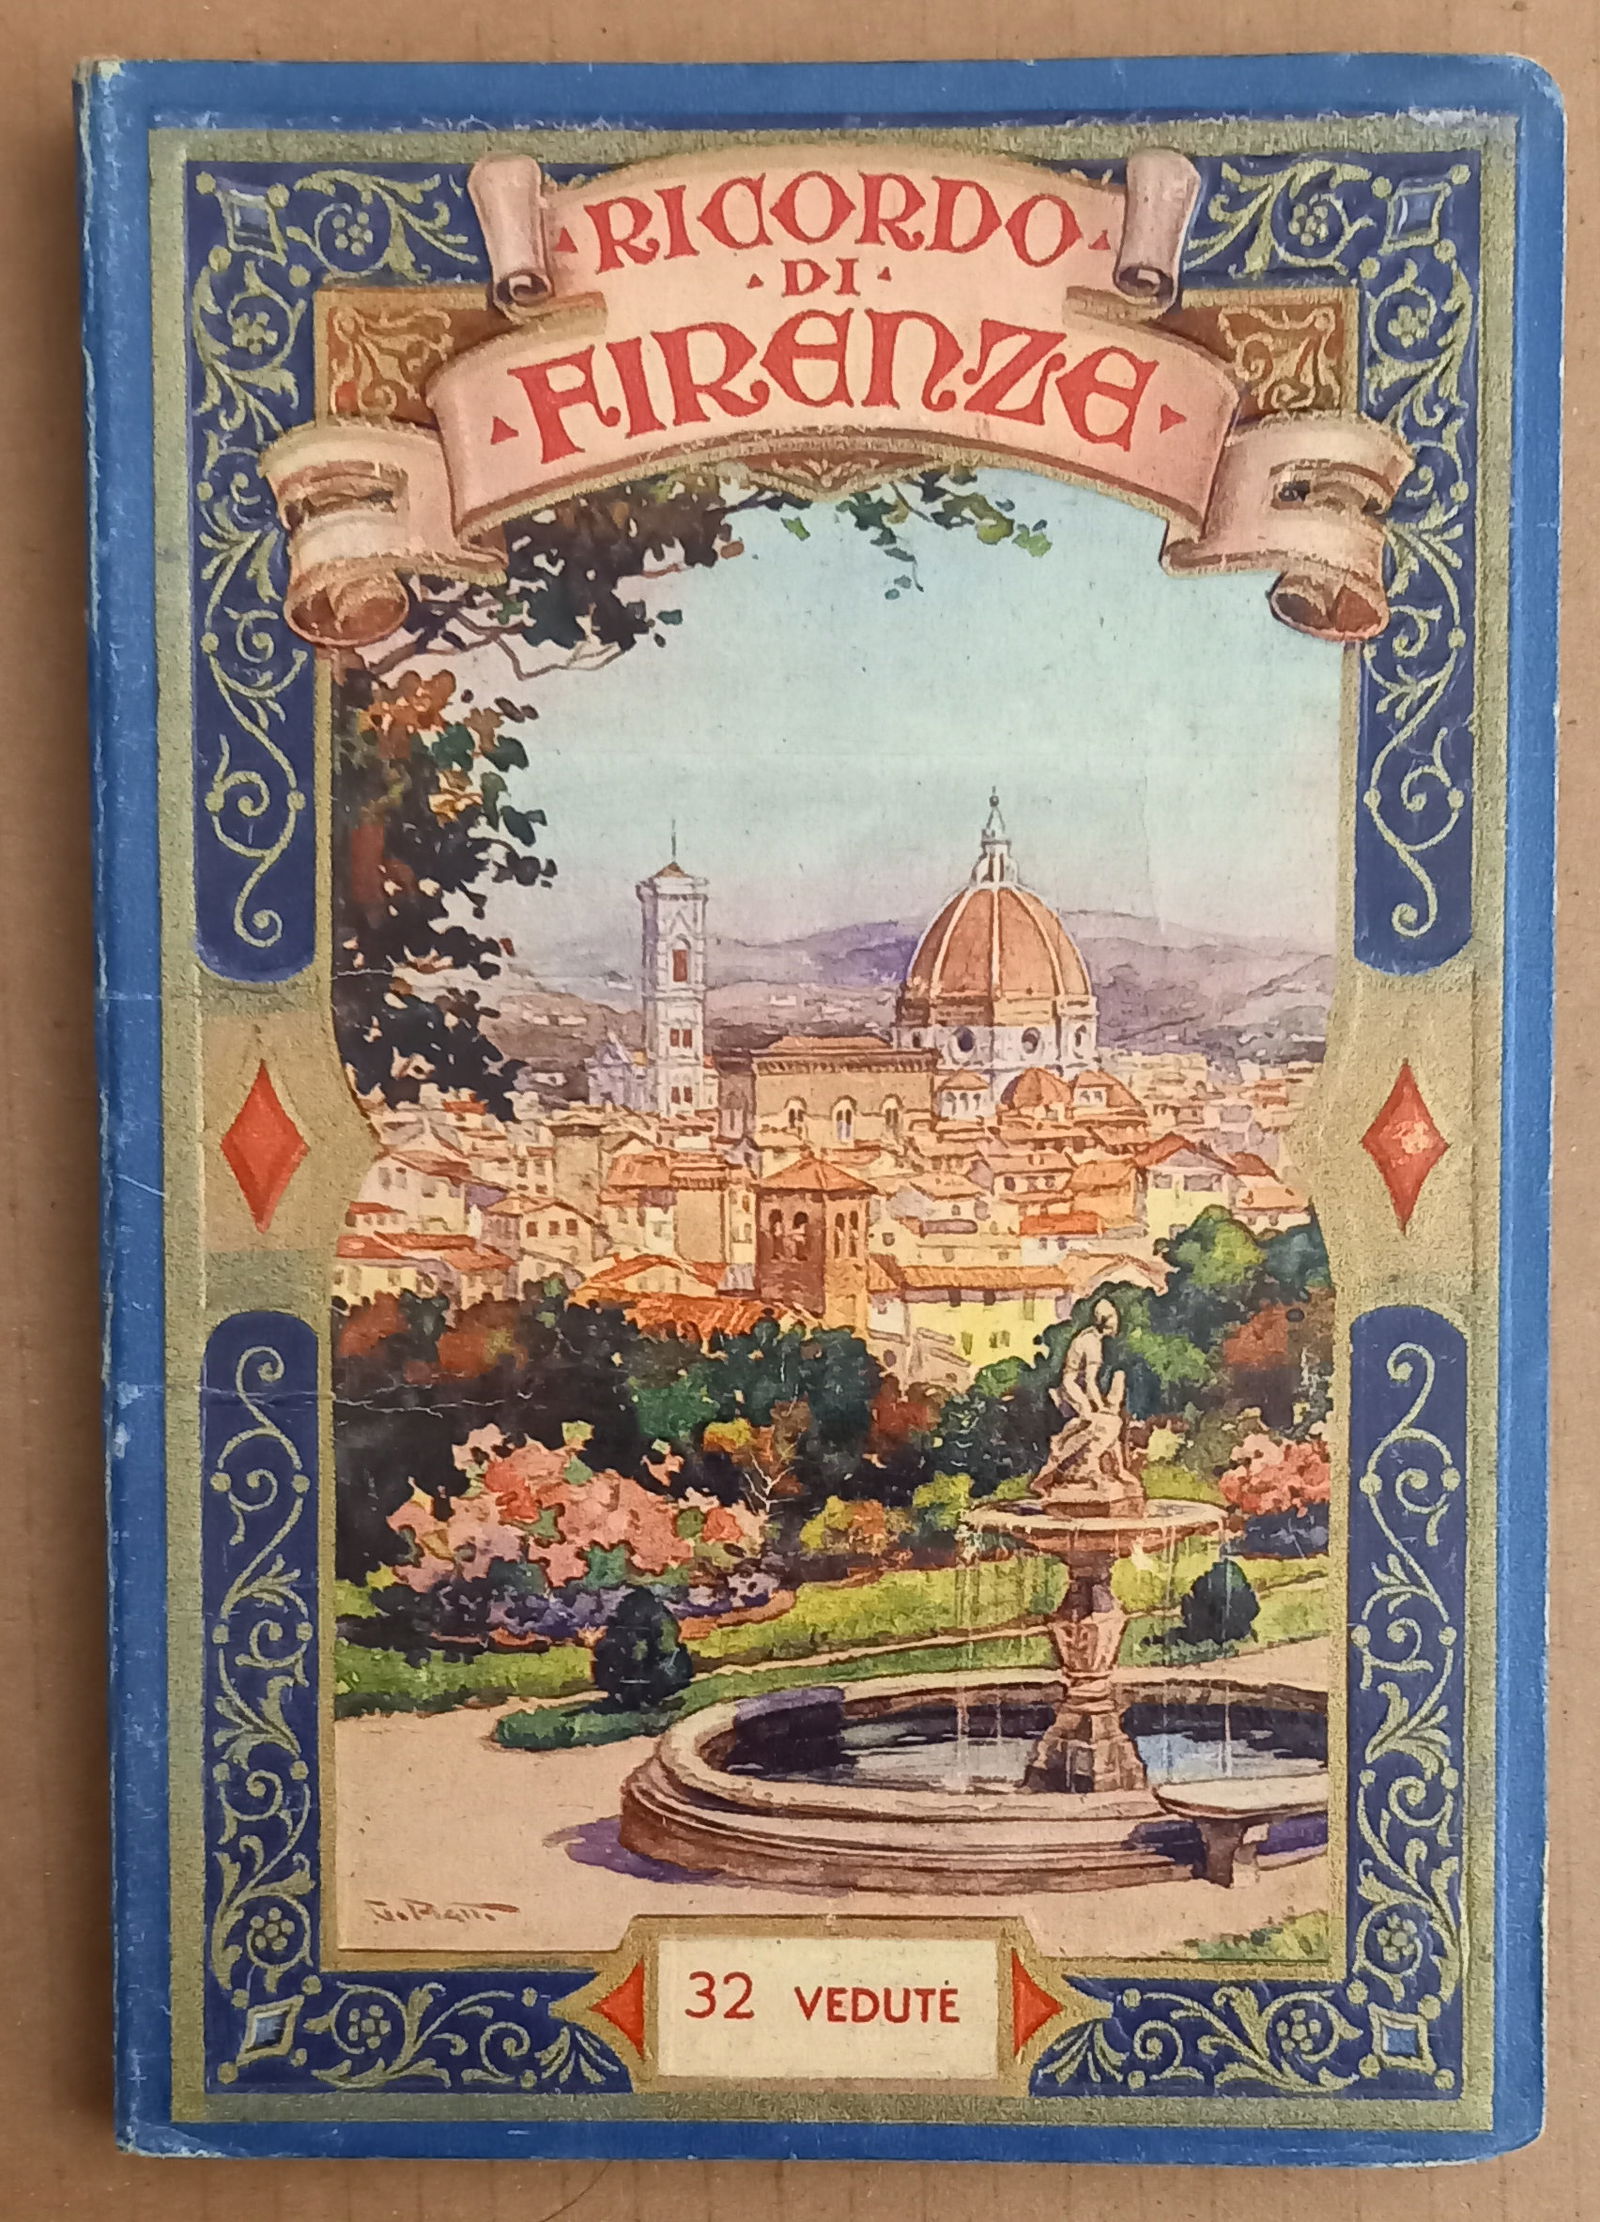 RICORDO
DI
FIRENZE
32 VEDUTE